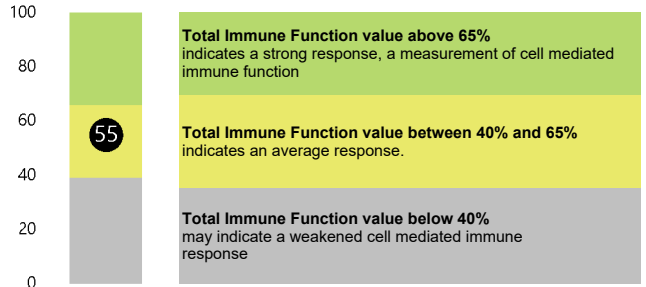 100
80
60
40
20
0
55
Total Immune Function value above 65%
indicates a strong response, a measurement of cell mediated
immune function
Total Immune Function value between 40% and 65%
indicates an average response.
Total Immune Function value below 40%
may indicate a weakened cell mediated immune
response